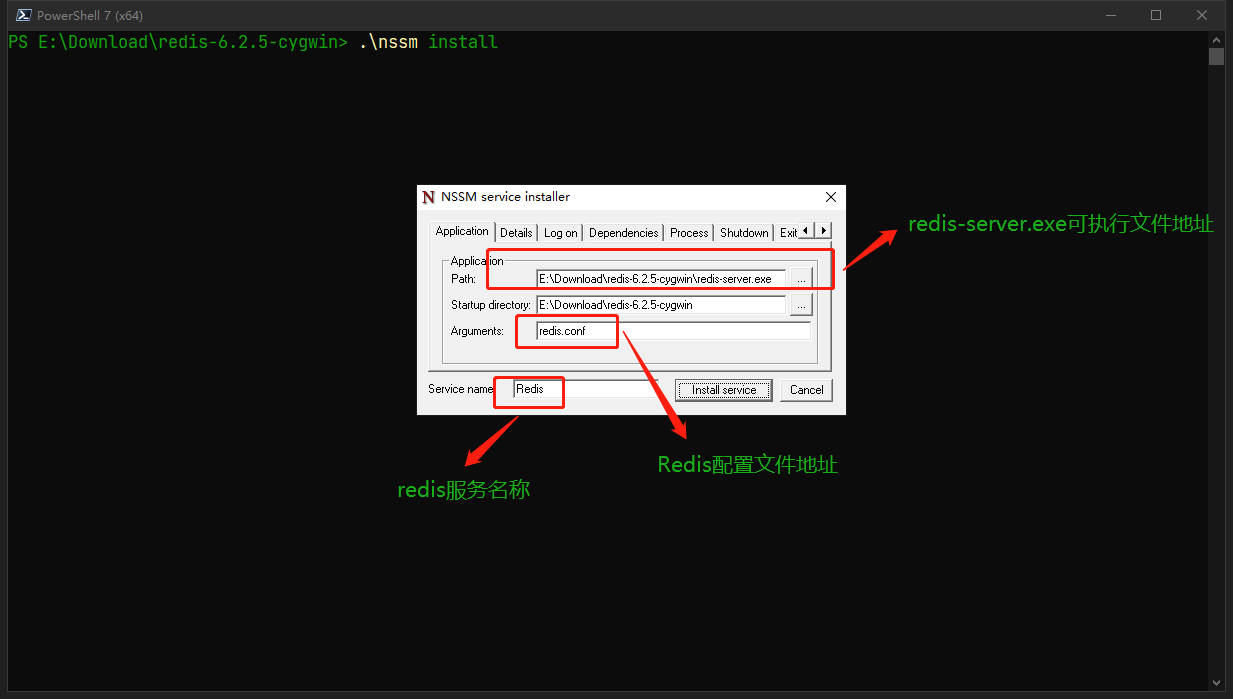 PowerShell 7 (x64)
PS E:\Download\redis-6.2.5-cygwin> .\nssm install
NSSM service installer
Application Details Log on Dependencies Process Shutdown Exit
Application
Path: E:\Download\redis-6.2.5-cygwin\redis-server.exe ...
Startup directory: E:\Download\redis-6.2.5-cygwin ...
Arguments: redis.conf
Service name Redis Install service Cancel
redis-server.exe可执行文件地址
Redis配置文件地址
redis服务名称